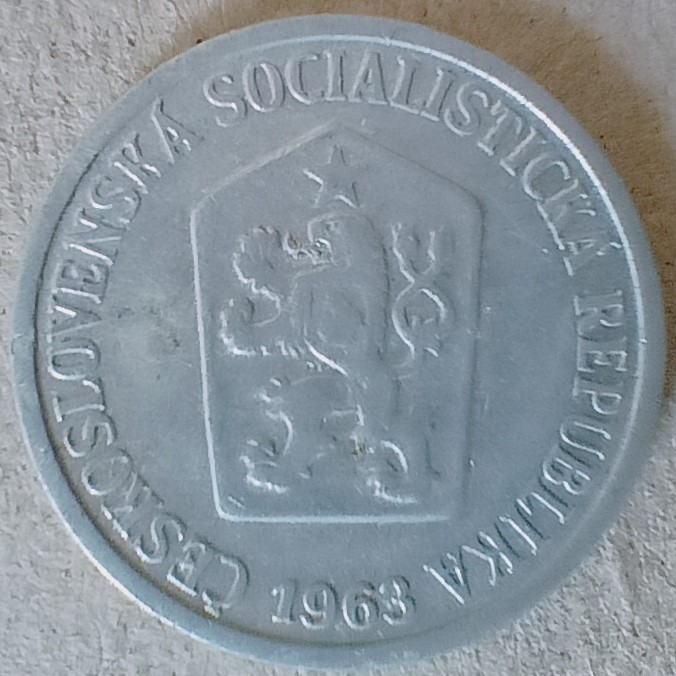 ČESKOSLOVENSKÁ SOCIALISTICKÁ REPUBLIKA
1963